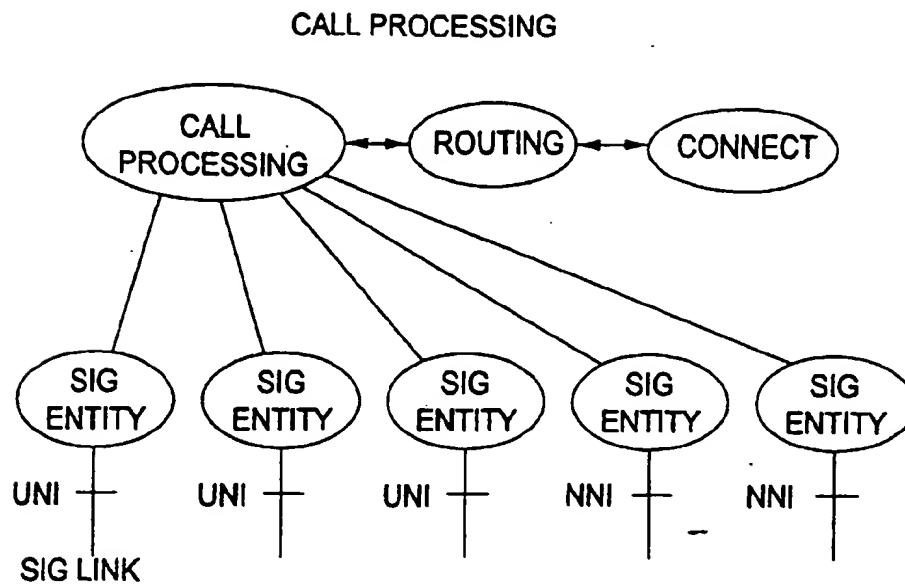 CALL PROCESSING
CALL
PROCESSING
ROUTING
CONNECT
SIG
ENTITY
SIG
ENTITY
SIG
ENTITY
SIG
ENTITY
SIG
ENTITY
UNI
UNI
UNI
NNI
NNI
SIG LINK